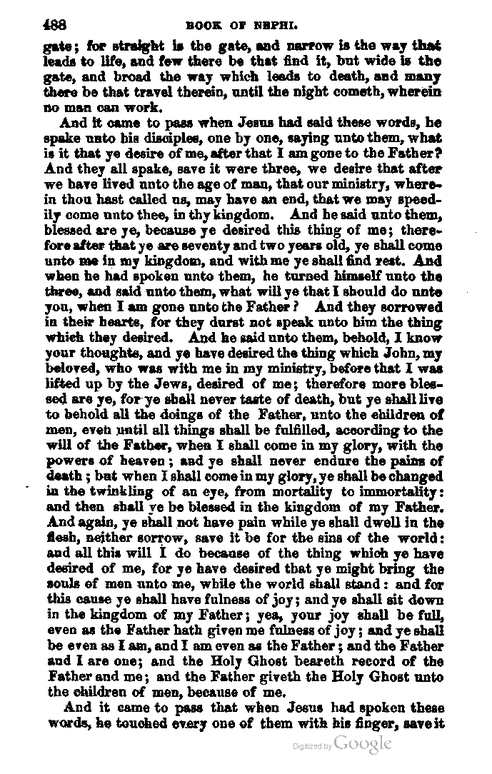 488 BOOK OF NEPHI.
gate; for straight is the gate, and narrow is the way that
leads to life, and few there be that find it, but wide is the
gate, and broad the way which leads to death, and many
there be that travel therein, until the night cometh, wherein
no man can work.
And it came to pass when Jesus had said these words, he
spake unto his disciples, one by one, saying unto them, what
is it that ye desire of me, after that I am gone to the Father?
And they all spake, save it were three, we desire that after
we have lived unto the age of man, that our ministry, where-
in thou hast called us, may have an end, that we may speed-
ily come unto thee, in thy kingdom. And he said unto them,
blessed are ye, because ye desired this thing of me; there-
fore after that ye are seventy and two years old, ye shall come
unto me in my kingdom, and with me ye shall find rest. And
when he had spoken unto them, he turned himself unto the
three, and said unto them, what will ye that I should do unto
you, when I am gone unto the Father? And they sorrowed
in their hearts, for they durst not speak unto him the thing
which they desired. And he said unto them, behold, I know
your thoughts, and ye have desired the thing which John, my
beloved, who was with me in my ministry, before that I was
lifted up by the Jews, desired of me; therefore more bles-
sed are ye, for ye shall never taste of death, but ye shall live
to behold all the doings of the Father, unto the children of
men, even until all things shall be fulfilled, according to the
will of the Father, when I shall come in my glory, with the
powers of heaven; and ye shall never endure the pains of
death; but when I shall come in my glory, ye shall be changed
in the twinkling of an eye, from mortality to immortality:
and then shall ye be blessed in the kingdom of my Father.
And again, ye shall not have pain while ye shall dwell in the
flesh, neither sorrow, save it be for the sins of the world:
and all this will I do because of the thing which ye have
desired of me, for ye have desired that ye might bring the
souls of men unto me, while the world shall stand: and for
this cause ye shall have fulness of joy; and ye shall sit down
in the kingdom of my Father; yea, your joy shall be full,
even as the Father hath given me fulness of joy; and ye shall
be even as I am, and I am even as the Father; and the Father
and I are one; and the Holy Ghost beareth record of the
Father and me; and the Father giveth the Holy Ghost unto
the children of men, because of me.
And it came to pass that when Jesus had spoken these
words, he touched every one of them with his finger, save it
Digitized by Google